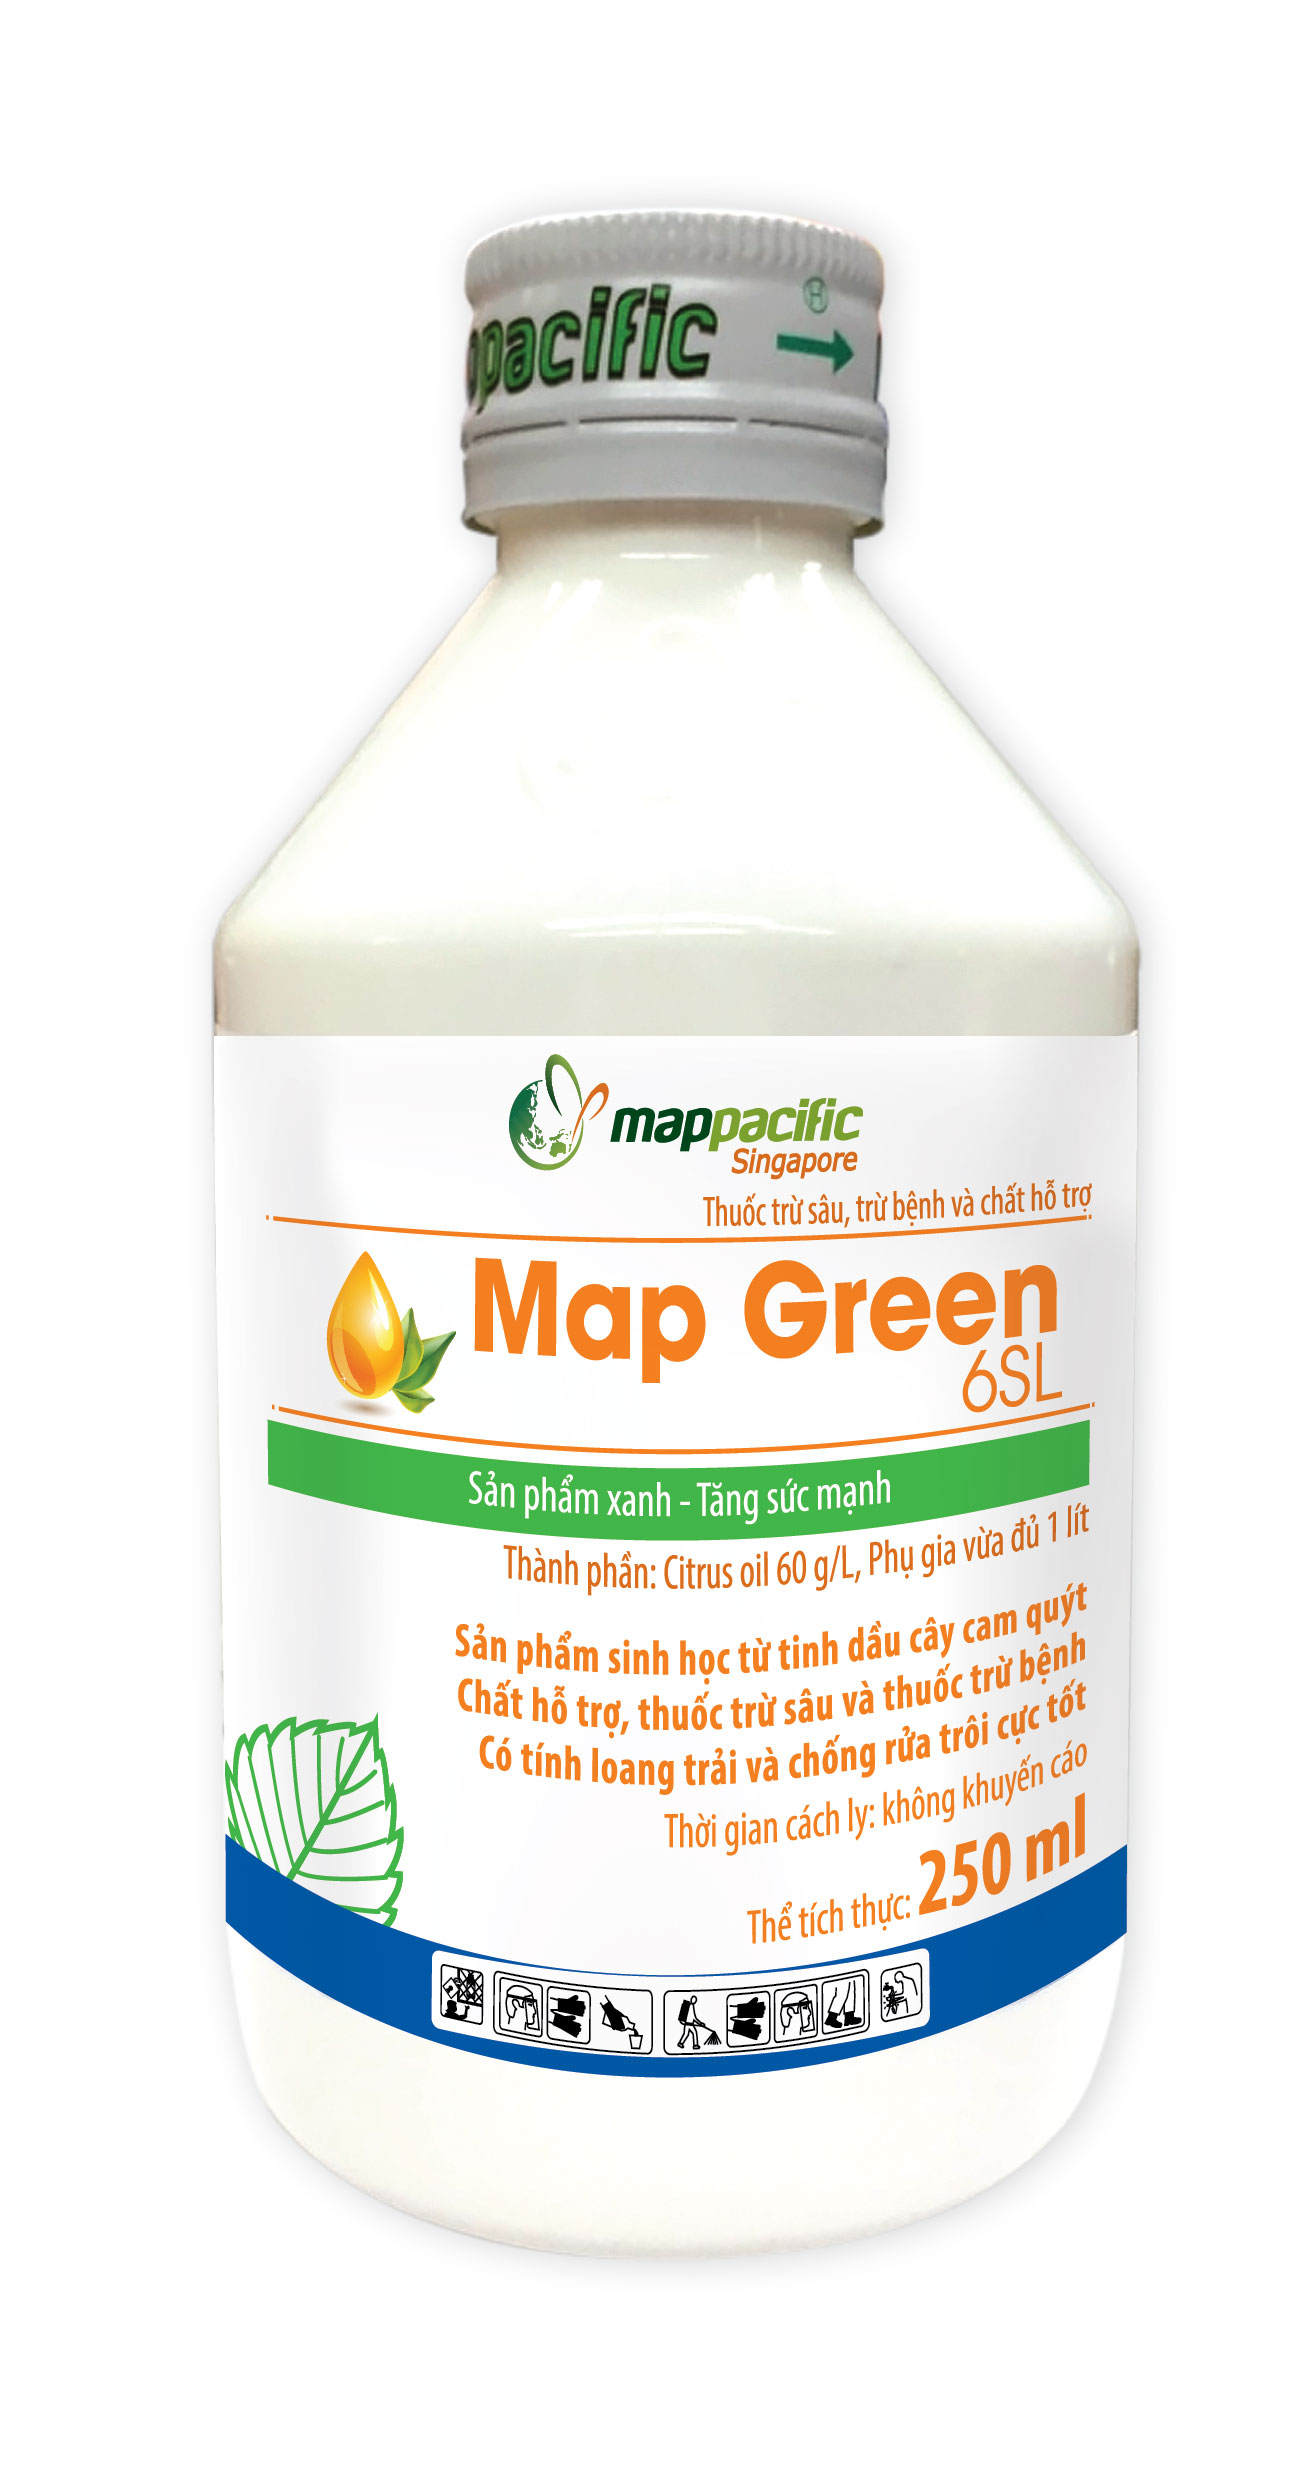 pacific
H
mappacific
Singapore
Thuốc trừ sâu, trừ bệnh và chất hỗ trợ
Map Green
6SL
Sản phẩm xanh - Tăng sức mạnh
Thành phần: Citrus oil 60 g/L, Phụ gia vừa đủ 1 lít
Sản phẩm sinh học từ tinh dầu cây cam quýt
Chất hỗ trợ, thuốc trừ sâu và thuốc trừ bệnh
Có tính loang trải và chống rửa trôi cực tốt
Thời gian cách ly: không khuyến cáo
Thể tích thực: 250 ml